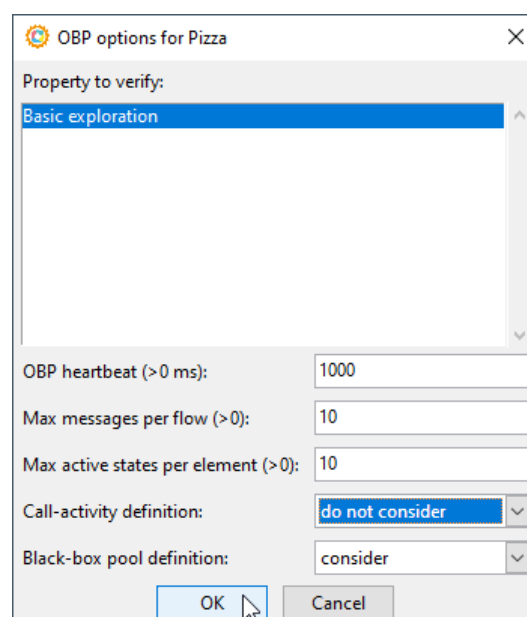 OBP options for Pizza
Property to verify:
Basic exploration
OBP heartbeat (>0 ms): 1000
Max messages per flow (>0): 10
Max active states per element (>0): 10
Call-activity definition: do not consider
Black-box pool definition: consider
OK Cancel